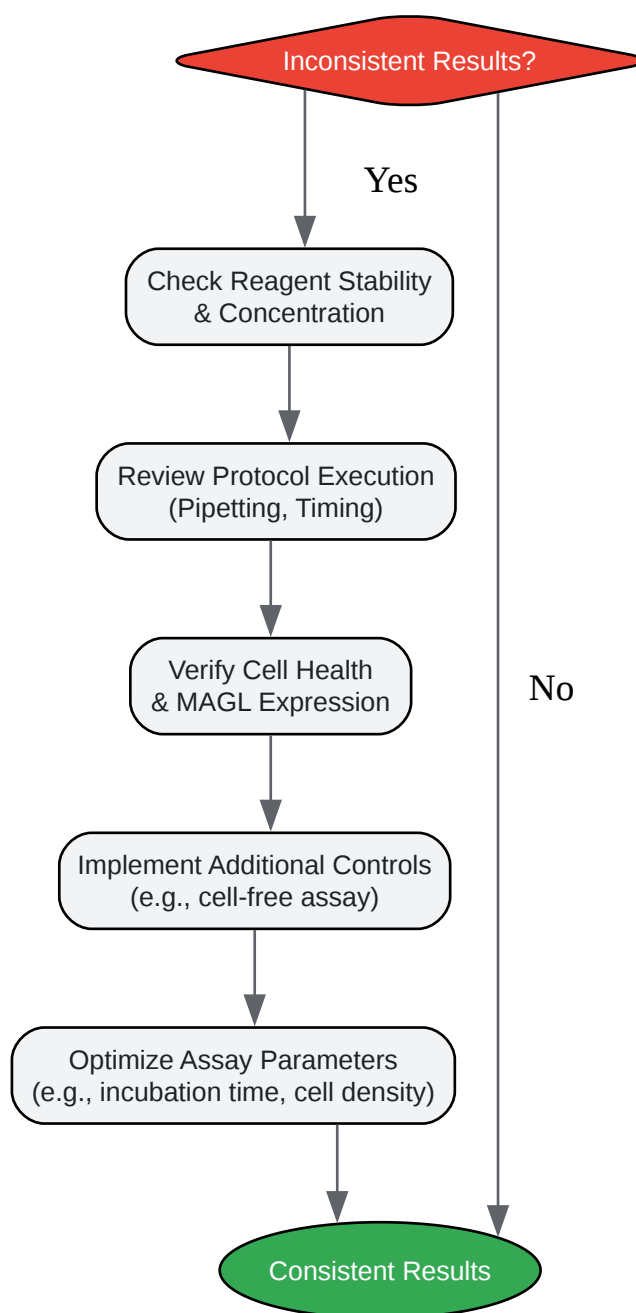 Inconsistent Results?
Yes
Check Reagent Stability
& Concentration
Review Protocol Execution
(Pipetting, Timing)
Verify Cell Health
& MAGL Expression
No
Implement Additional Controls
(e.g., cell-free assay)
Optimize Assay Parameters
(e.g., incubation time, cell density)
Consistent Results